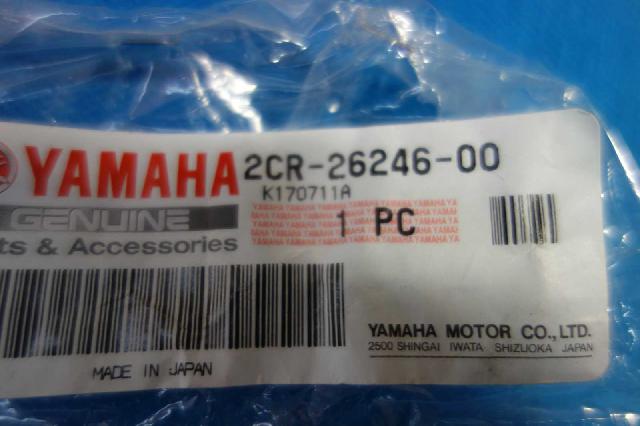 YAMAHA 2CR-26246-00
K170711A
GENUINE
ts & Accessories
1 PC
YAMAHA MOTOR CO., LTD.
2500 SHINGAI IWATA SHIZUOKA JAPAN
MADE IN JAPAN